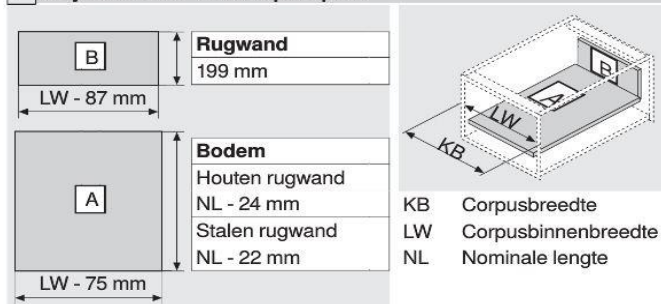 B
Rugwand
199 mm
LW - 87 mm
A
Bodem
Houten rugwand
NL - 24 mm
Stalen rugwand
NL - 22 mm
LW - 75 mm
B
A
LW
KB
KB Corpusbreedte
LW Corpusbinnenbreedte
NL Nominale lengte